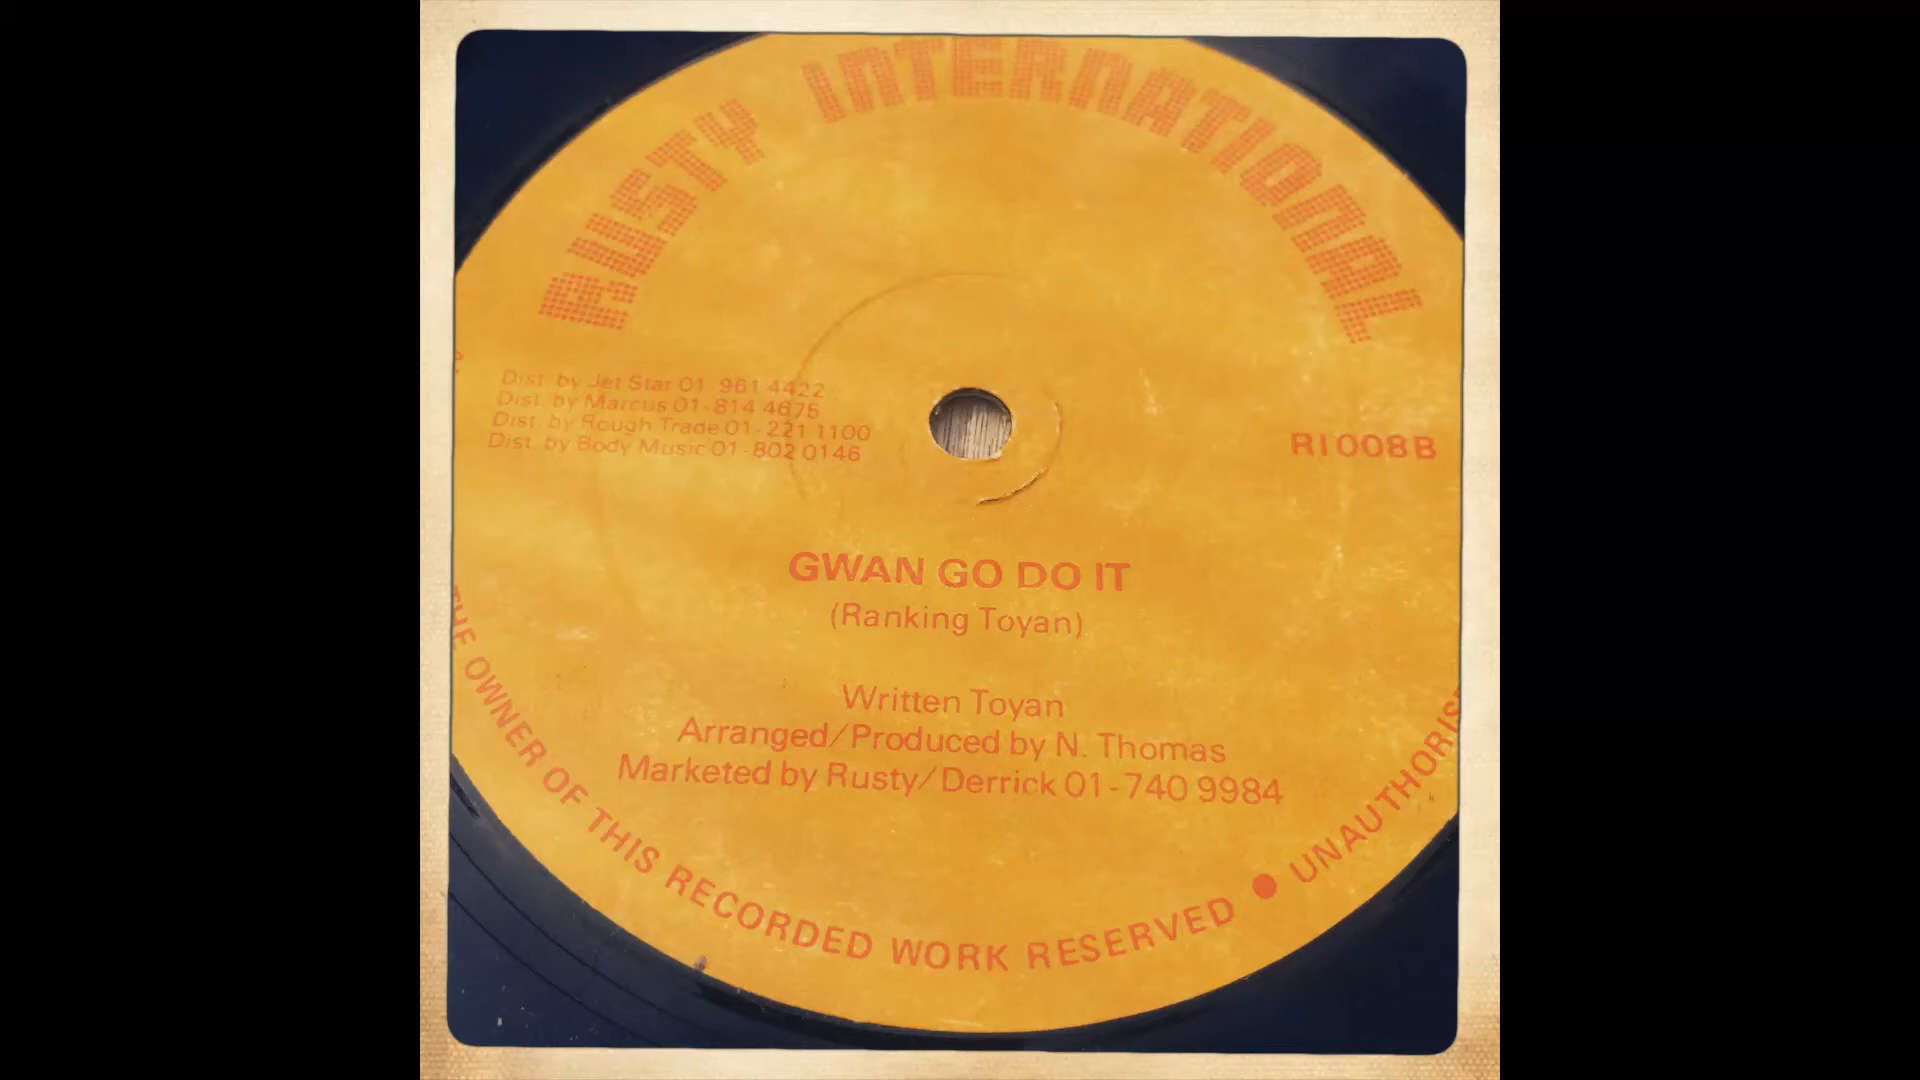 RUSTY INTERNATIONAL
Dist. by Jet Star 01 961 4422
Dist. by Marcus 01-814 4675
Dist. by Rough Trade 01-221 1100
Dist. by Body Music 01-802 0146
RI 008 B
GWAN GO DO IT
(Ranking Toyan)
Written Toyan
Arranged/Produced by N. Thomas
Marketed by Rusty/Derrick 01-740 9984
THE OWNER OF THIS RECORDED WORK RESERVED ● UNAUTHORIS